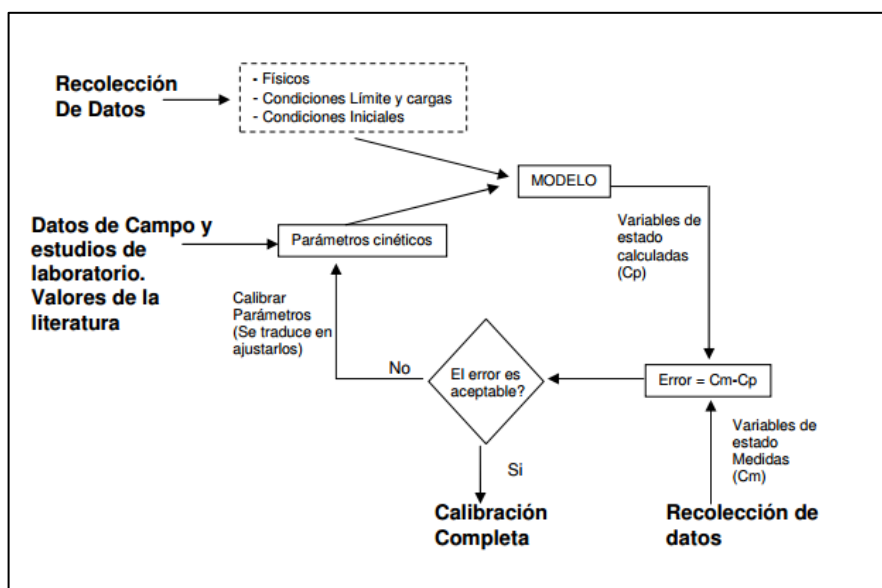 Recolección
De Datos
- Físicos
- Condiciones Límite y cargas
- Condiciones Iniciales
MODELO
Datos de Campo y
estudios de
laboratorio.
Valores de la
literatura
Parámetros cinéticos
Variables de
estado
calculadas
(Cp)
Calibrar
Parámetros
(Se traduce en
ajustarlos)
No
El error es
aceptable?
Error = Cm-Cp
Variables de
estado
Medidas
(Cm)
Si
Calibración
Completa
Recolección de
datos